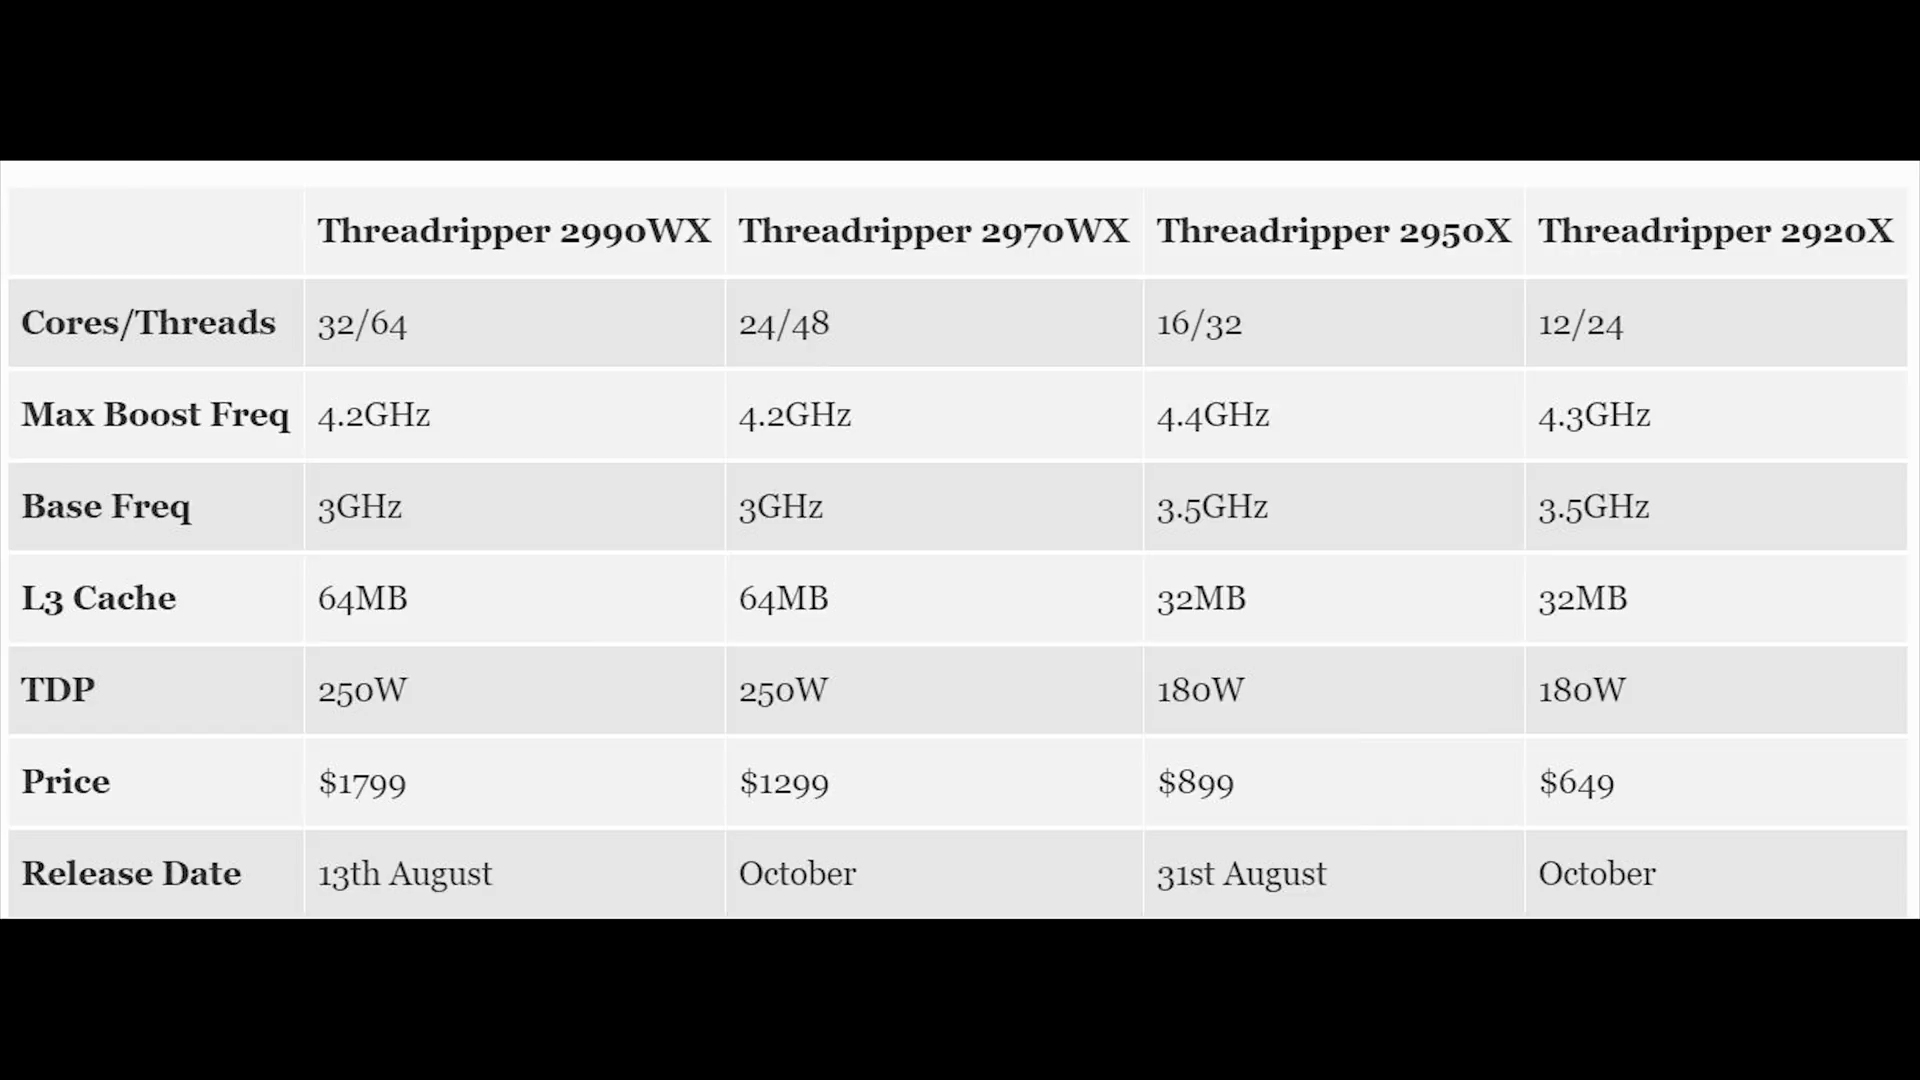 Threadripper 2990WX Threadripper 2970WX Threadripper 2950X Threadripper 2920X
Cores/Threads 32/64 24/48 16/32 12/24
Max Boost Freq 4.2GHz 4.2GHz 4.4GHz 4.3GHz
Base Freq 3GHz 3GHz 3.5GHz 3.5GHz
L3 Cache 64MB 64MB 32MB 32MB
TDP 250W 250W 180W 180W
Price $1799 $1299 $899 $649
Release Date 13th August October 31st August October